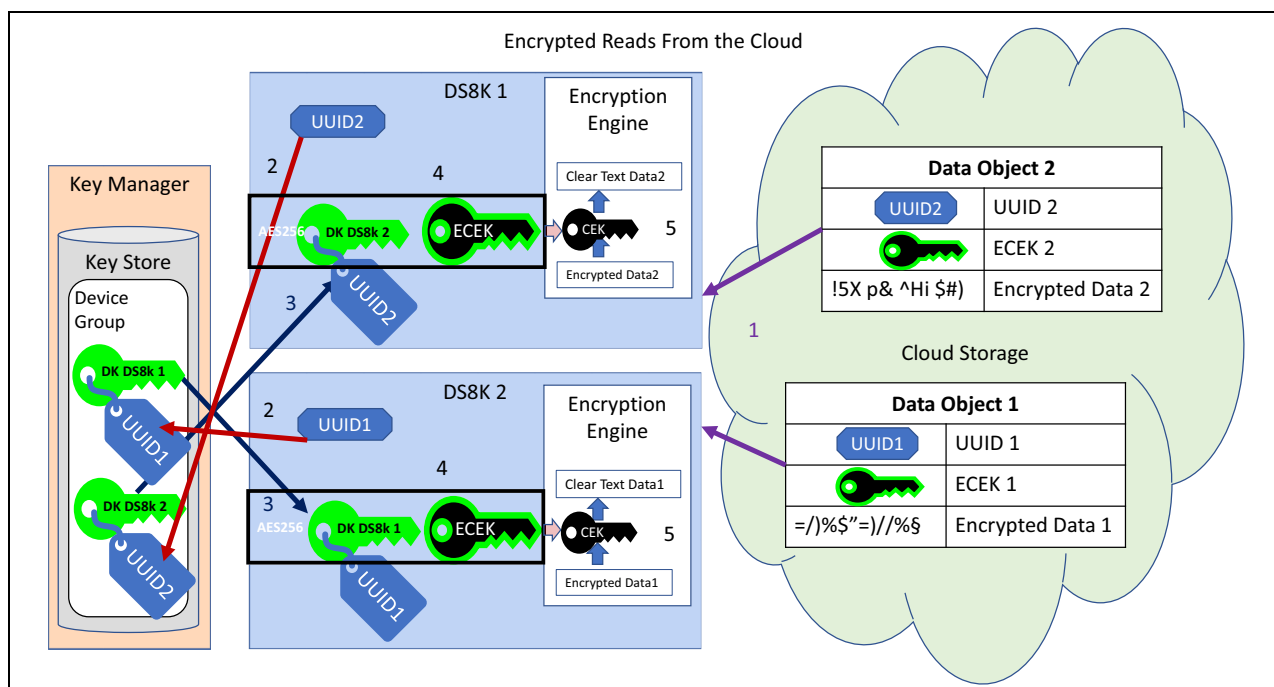 Encrypted Reads From the Cloud
Key Manager
Key Store
Device
Group
DK DS8k 1
UUID1
DK DS8k 2
UUID2
DS8K 1
UUID2
2
3
4
AES256
DK DS8k 2
UUID2
ECEK
Encryption
Engine
Clear Text Data2
CEK
5
Encrypted Data2
DS8K 2
2
UUID1
3
4
AES256
DK DS8k 1
UUID1
ECEK
Encryption
Engine
Clear Text Data1
CEK
5
Encrypted Data1
1
Data Object 2
UUID2 UUID 2
ECEK 2
!5X p& ^Hi $#) Encrypted Data 2
Cloud Storage
Data Object 1
UUID1 UUID 1
ECEK 1
=/)%$”=)//%§ Encrypted Data 1